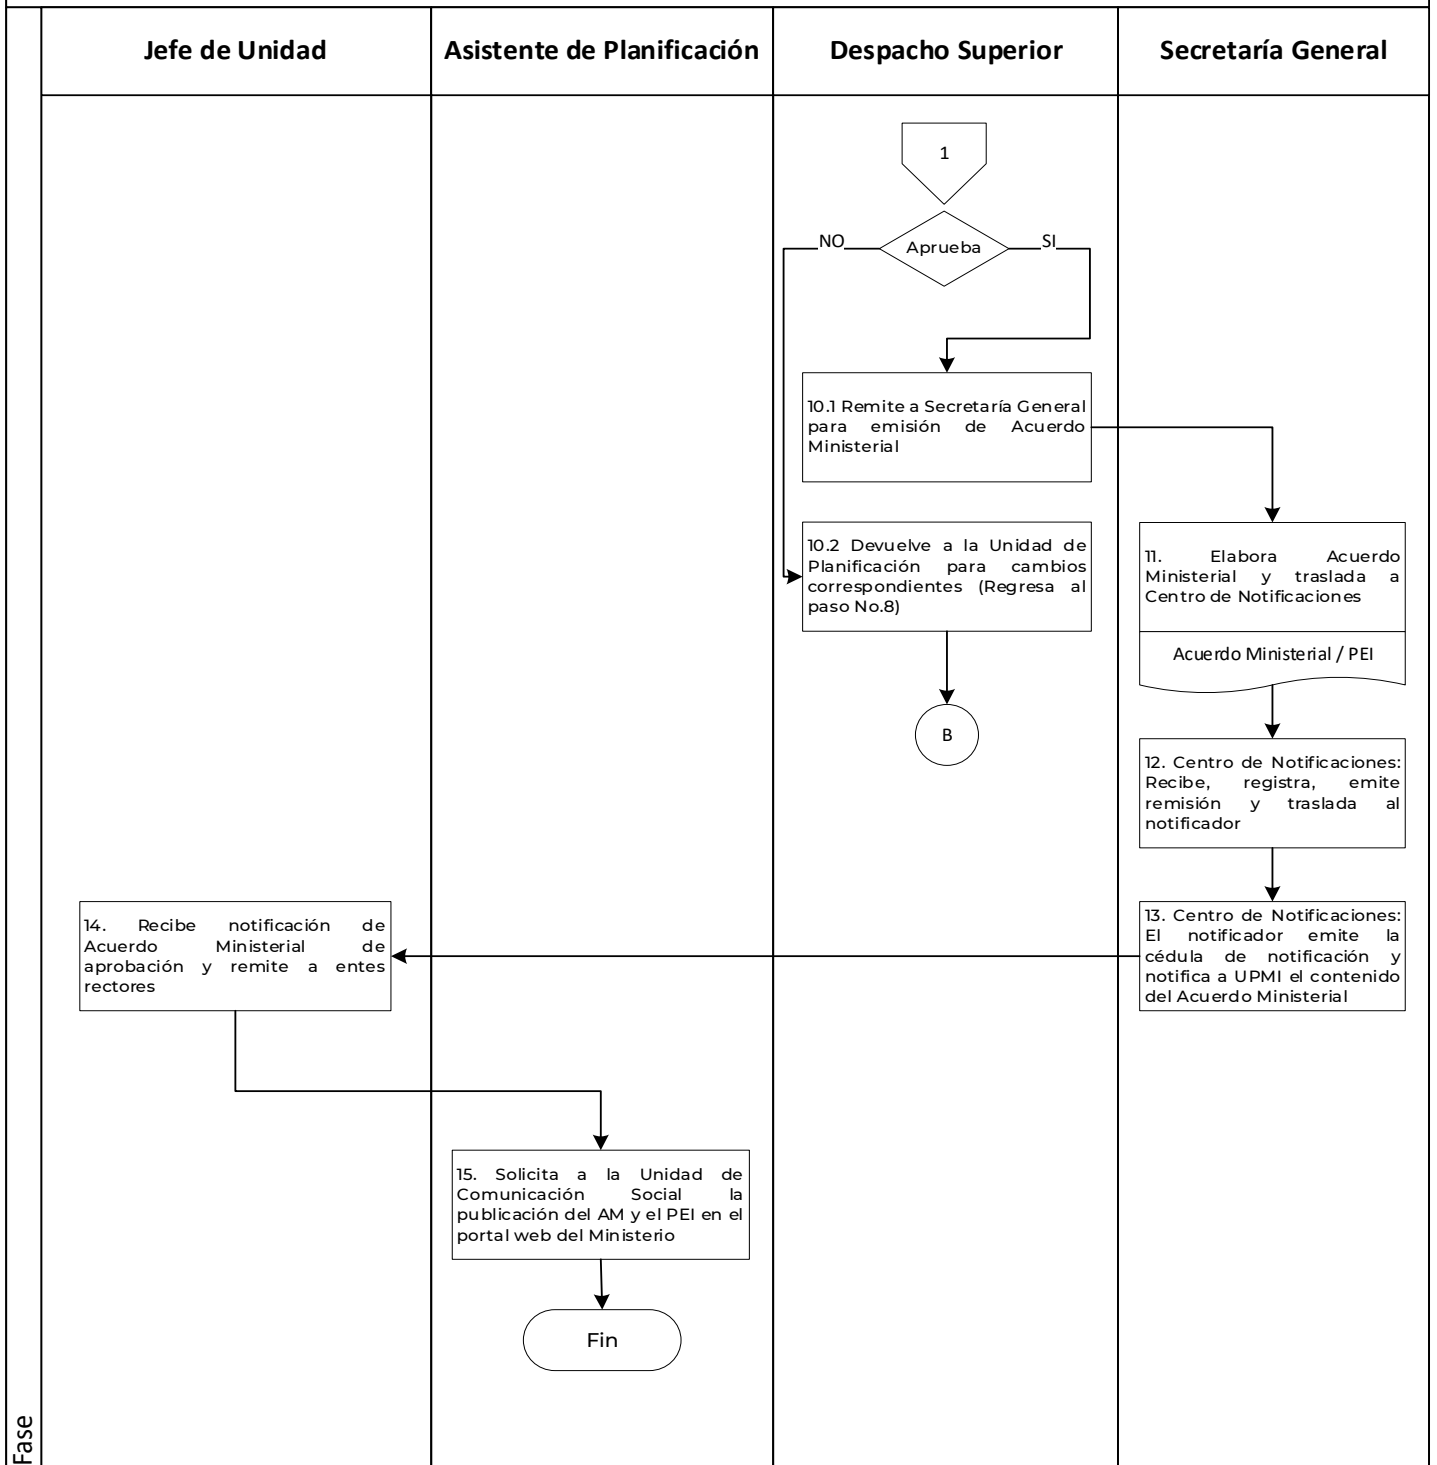 Jefe de Unidad
Asistente de Planificación
Despacho Superior
Secretaría General
1
Aprueba
NO
SI
10.1 Remite a Secretaría General
para emisión de Acuerdo
Ministerial
10.2 Devuelve a la Unidad de
Planificación para cambios
correspondientes (Regresa al
paso No.8)
B
11. Elabora Acuerdo
Ministerial y traslada a
Centro de Notificaciones
Acuerdo Ministerial / PEI
12. Centro de Notificaciones:
Recibe, registra, emite
remisión y traslada al
notificador
13. Centro de Notificaciones:
El notificador emite la
cédula de notificación y
notifica a UPMI el contenido
del Acuerdo Ministerial
14. Recibe notificación de
Acuerdo Ministerial de
aprobación y remite a entes
rectores
15. Solicita a la Unidad de
Comunicación Social la
publicación del AM y el PEI en el
portal web del Ministerio
Fin
Fase